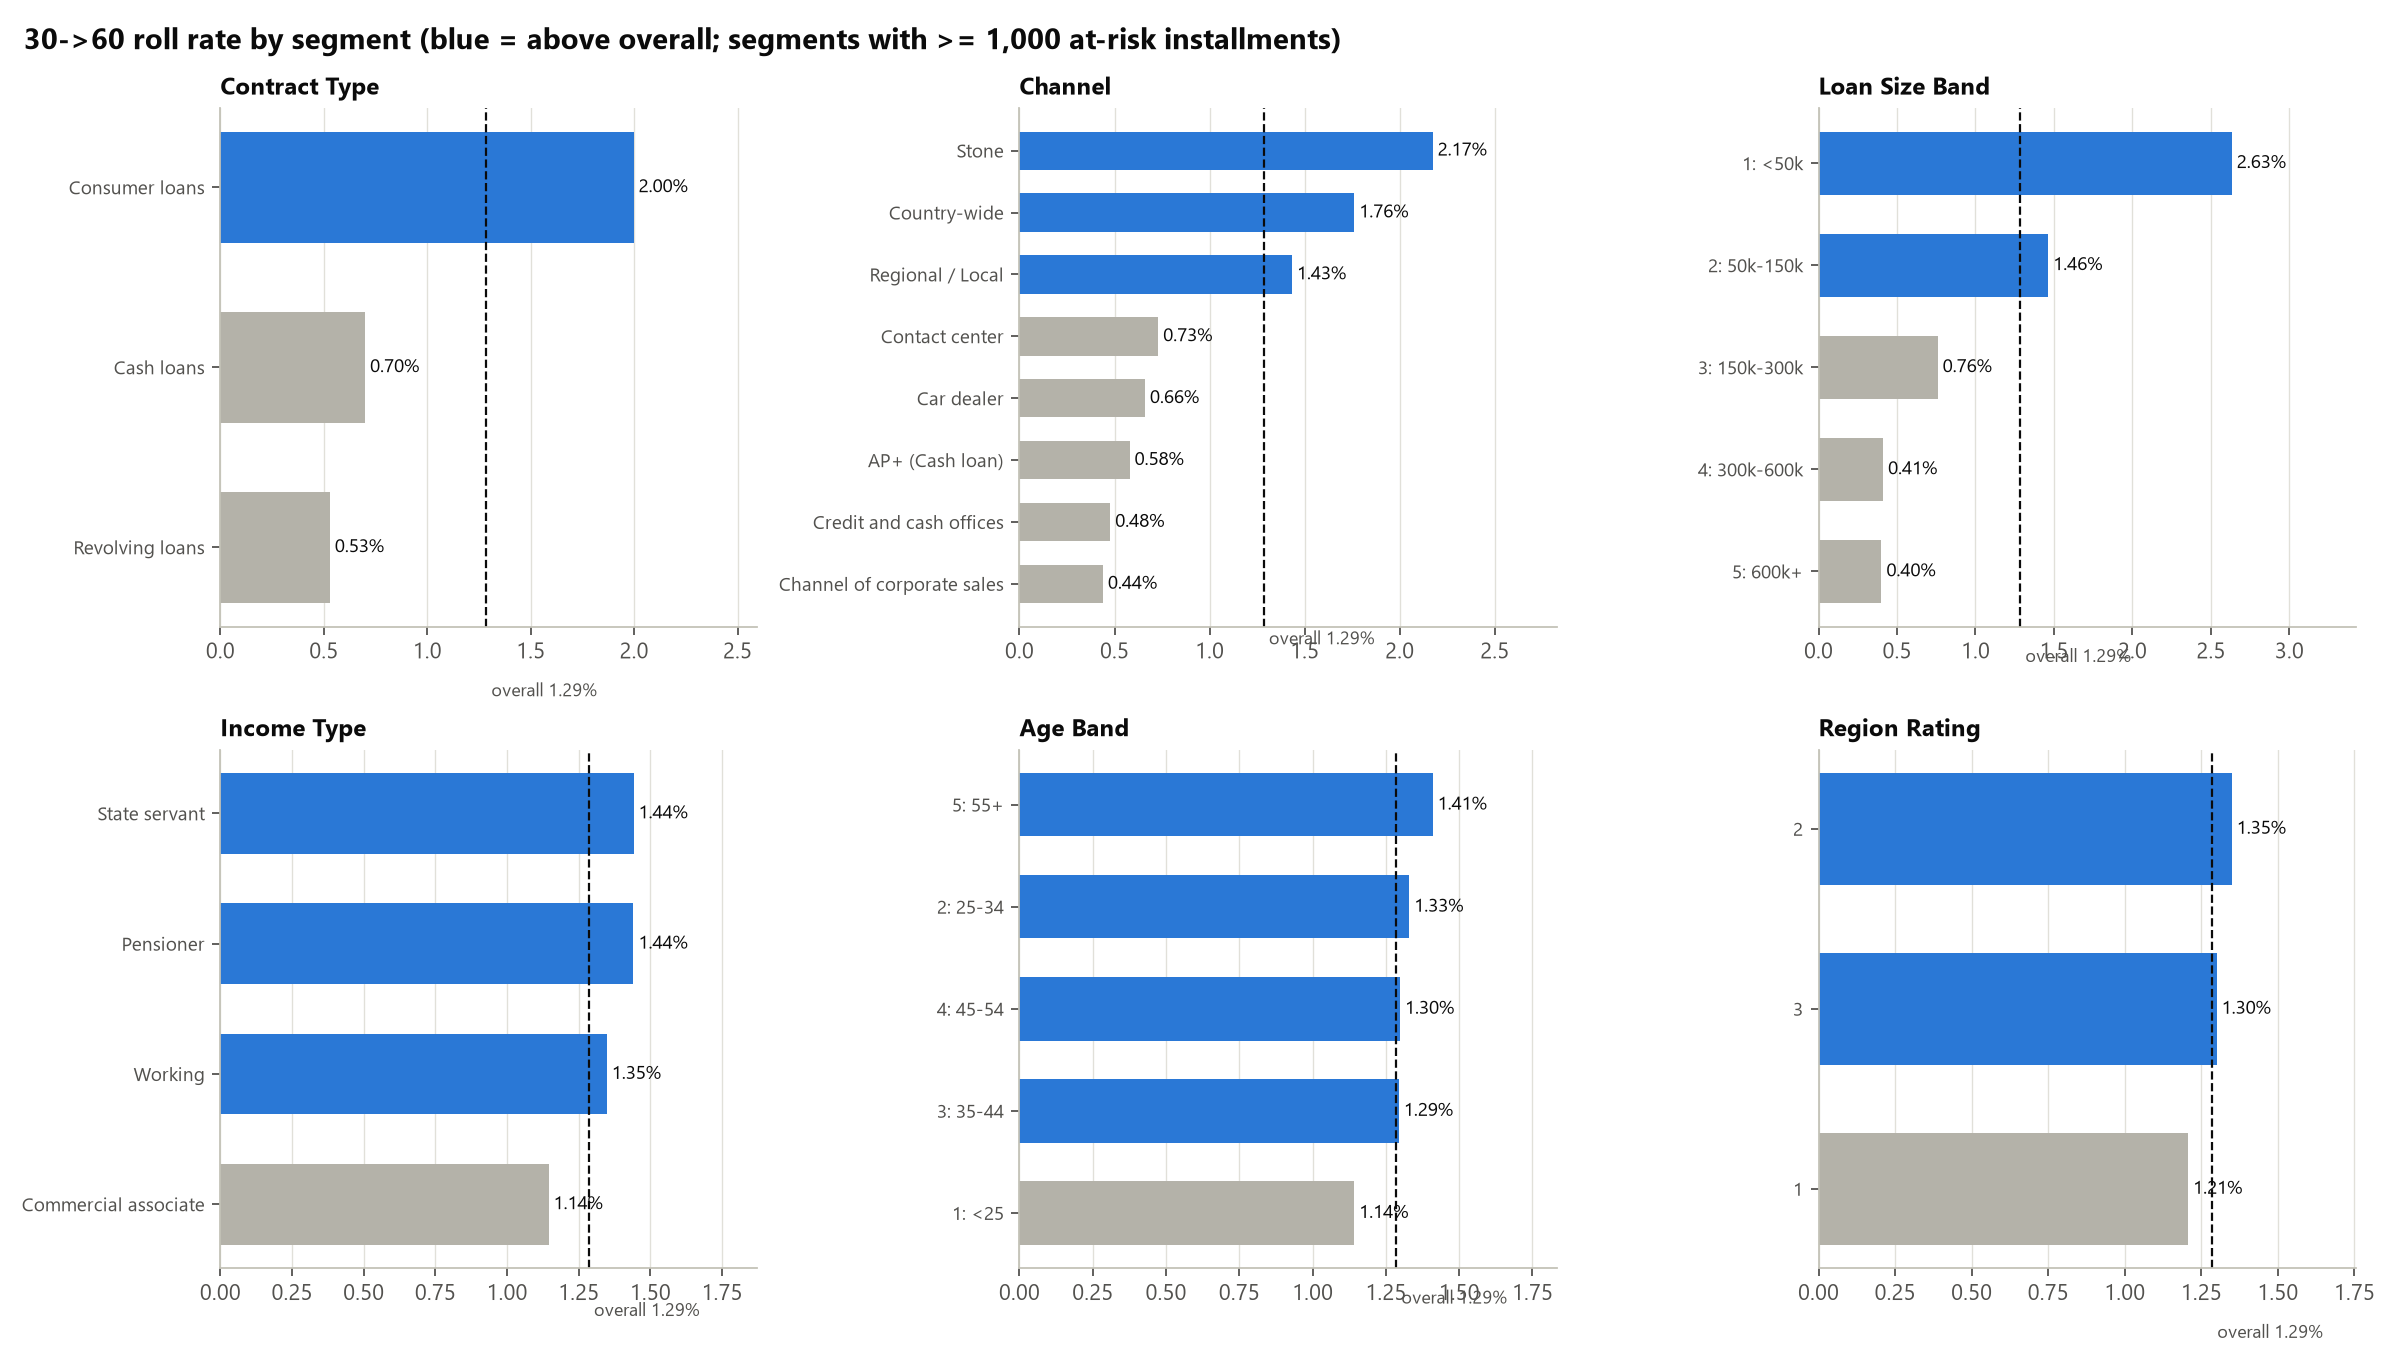 30->60 roll rate by segment (blue = above overall; segments with >= 1,000 at-risk installments)
Contract Type
Consumer loans
2.00%
Cash loans
0.70%
Revolving loans
0.53%
0.0 0.5 1.0 1.5 2.0 2.5
overall 1.29%
Channel
Stone
2.17%
Country-wide
1.76%
Regional / Local
1.43%
Contact center
0.73%
Car dealer
0.66%
AP+ (Cash loan)
0.58%
Credit and cash offices
0.48%
Channel of corporate sales
0.44%
overall 1.29%
0.0 0.5 1.0 1.5 2.0 2.5
Loan Size Band
1: <50k
2.63%
2: 50k-150k
1.46%
3: 150k-300k
0.76%
4: 300k-600k
0.41%
5: 600k+
0.40%
0.0 0.5 1.0 1.5 2.0 2.5 3.0
overall 1.29%
Income Type
State servant
1.44%
Pensioner
1.44%
Working
1.35%
Commercial associate
1.14%
0.00 0.25 0.50 0.75 1.00 1.25 1.50 1.75
overall 1.29%
Age Band
5: 55+
1.41%
2: 25-34
1.33%
4: 45-54
1.30%
3: 35-44
1.29%
1: <25
1.14%
0.00 0.25 0.50 0.75 1.00 1.25 1.50 1.75
overall 1.29%
Region Rating
2
1.35%
3
1.30%
1
1.21%
0.00 0.25 0.50 0.75 1.00 1.25 1.50 1.75
overall 1.29%